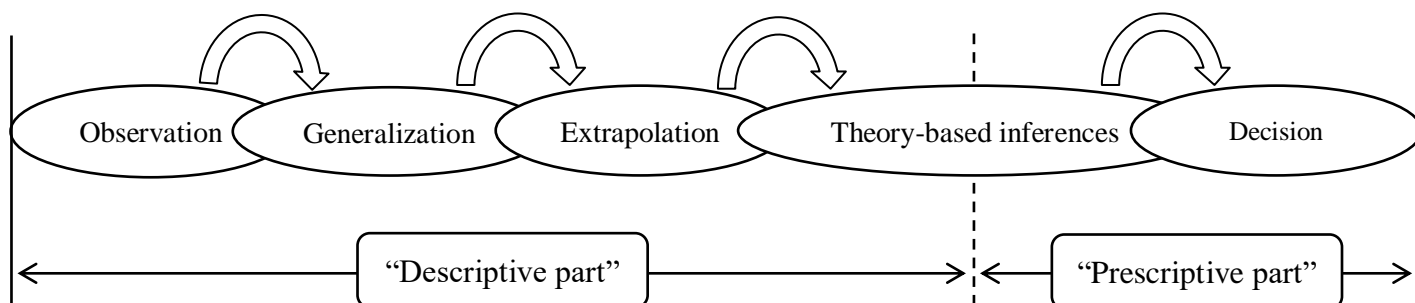 Observation
Generalization
Extrapolation
Theory-based inferences
Decision
“Descriptive part”
“Prescriptive part”